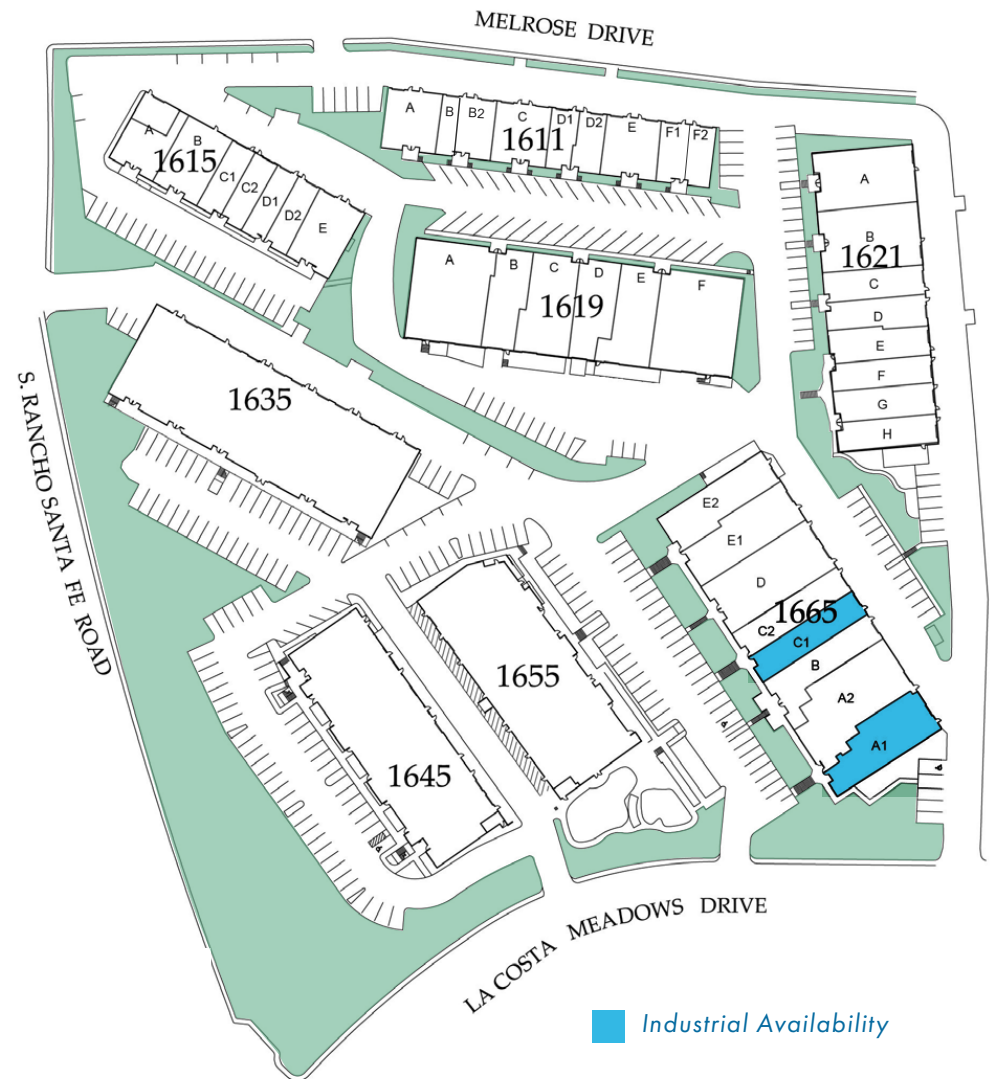 MELROSE DRIVE
A
B
B2
C
D1
D2
E
F1
F2
1611
A
B
1615
C1
C2
D1
D2
E
A
B
C
D
E
F
1619
A
B
1621
C
D
E
F
G
H
1635
S. RANCHO SANTA FE ROAD
E2
E1
D
1665
C2
C1
B
A2
A1
1655
1645
LA COSTA MEADOWS DRIVE
Industrial Availability